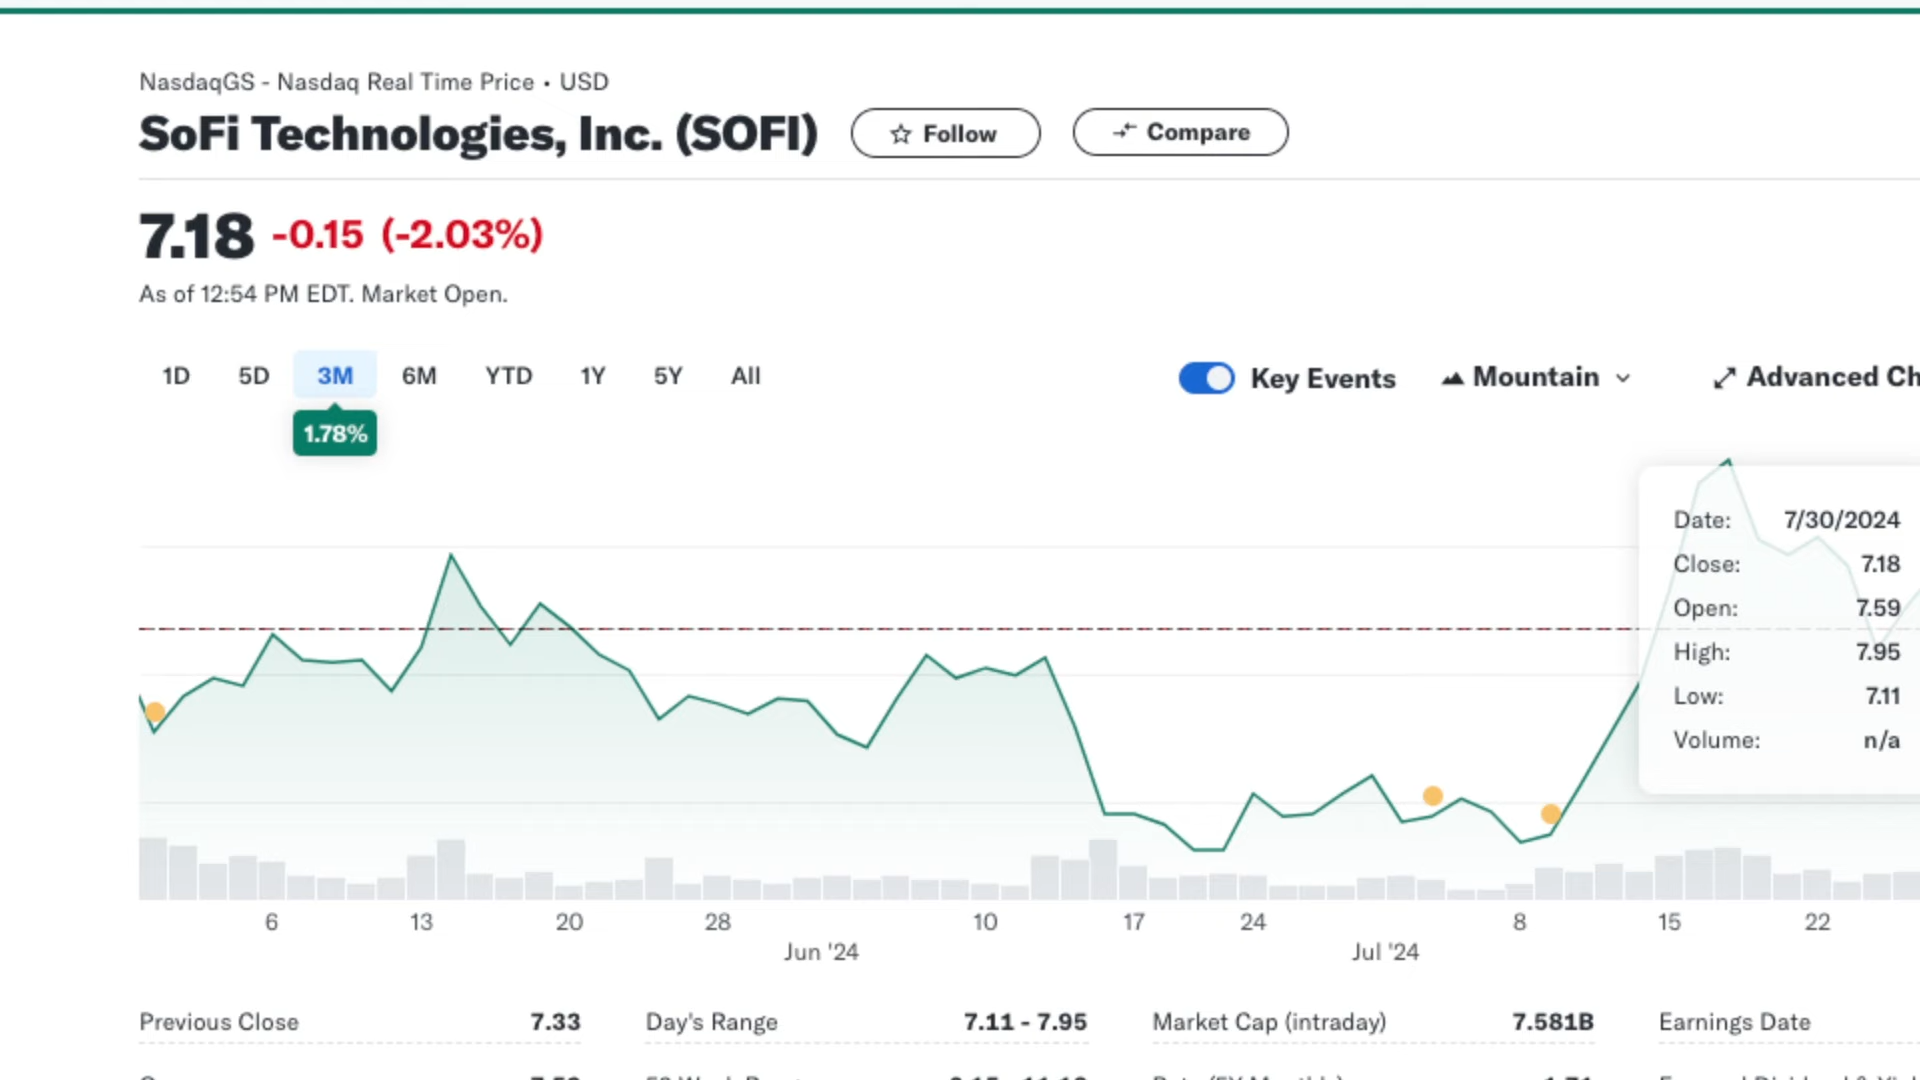 NasdaqGS - Nasdaq Real Time Price • USD
SoFi Technologies, Inc. (SOFI) Follow Compare
7.18 -0.15 (-2.03%)
As of 12:54 PM EDT. Market Open.
1D 5D 3M 6M YTD 1Y 5Y All Key Events Mountain Advanced Ch
1.78%
Date: 7/30/2024
Close: 7.18
Open: 7.59
High: 7.95
Low: 7.11
Volume: n/a
6 13 20 28 10 17 24 8 15 22
Jun '24 Jul '24
Previous Close 7.33 Day's Range 7.11 - 7.95 Market Cap (intraday) 7.581B Earnings Date